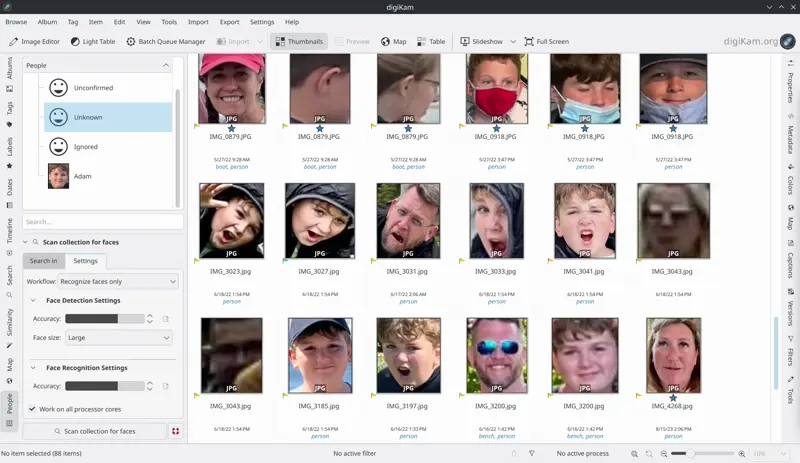 digiKam
Browse Album Tag Item Edit View Tools Import Export Settings Help
Image Editor Light Table Batch Queue Manager Import Thumbnails Preview Map Table Slideshow Full Screen digiKam.org
Albums
Tags
Labels
Dates
Timeline
Search
Similarity
Map
People
People
Unconfirmed
Unknown
Ignored
Adam
Search...
Scan collection for faces
Search in Settings
Workflow: Recognize faces only
Face Detection Settings
Accuracy:
Face size: Large
Face Recognition Settings
Accuracy:
Work on all processor cores
Scan collection for faces
JPG JPG JPG JPG JPG JPG
IMG_0879.JPG IMG_0879.JPG IMG_0879.JPG IMG_0918.JPG IMG_0918.JPG IMG_0918.JPG
5/27/22 9:28 AM 5/27/22 9:28 AM 5/27/22 9:28 AM 5/27/22 3:47 PM 5/27/22 3:47 PM 5/27/22 3:47 PM
boat, person boat, person boat, person person person person
JPG JPG JPG JPG JPG JPG
IMG_3023.jpg IMG_3027.jpg IMG_3031.jpg IMG_3033.jpg IMG_3041.jpg IMG_3043.jpg
6/18/22 1:54 PM 6/18/22 1:54 PM 6/17/22 2:06 AM 6/18/22 1:54 PM 6/18/22 1:54 PM 6/18/22 1:54 PM
person person person person
JPG JPG JPG JPG JPG JPG
IMG_3043.jpg IMG_3185.jpg IMG_3197.jpg IMG_3200.jpg IMG_3200.jpg IMG_4268.jpg
6/18/22 1:54 PM 6/18/22 1:54 PM 6/16/22 1:53 PM 6/16/22 1:42 PM 6/16/22 1:42 PM 8/15/23 2:06 PM
person person bench, person bench, person person
Properties
Metadata
Colors
Map
Captions
Versions
Filters
Tools
No item selected (88 items) No active filter No active process